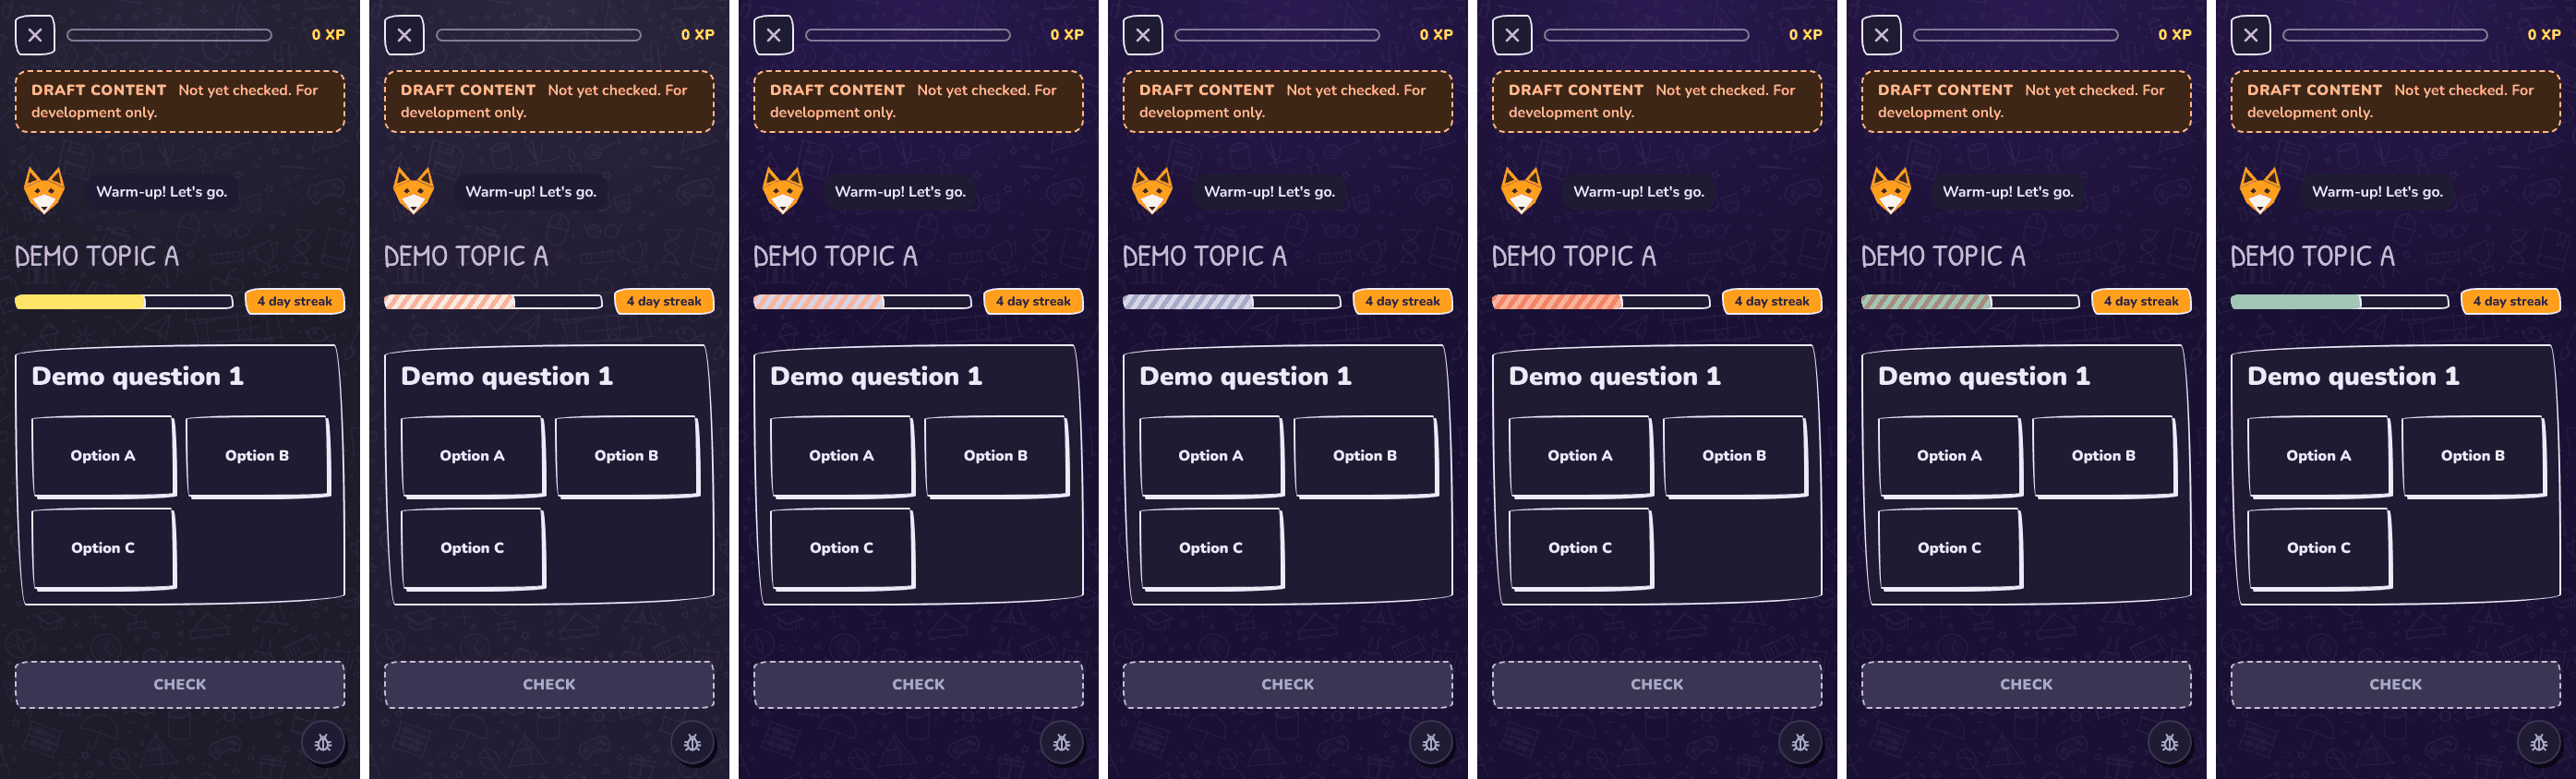 0 XP
DRAFT CONTENT Not yet checked. For
development only.
Warm-up! Let's go.
DEMO TOPIC A
4 day streak
Demo question 1
Option A
Option B
Option C
CHECK
0 XP
DRAFT CONTENT Not yet checked. For
development only.
Warm-up! Let's go.
DEMO TOPIC A
4 day streak
Demo question 1
Option A
Option B
Option C
CHECK
0 XP
DRAFT CONTENT Not yet checked. For
development only.
Warm-up! Let's go.
DEMO TOPIC A
4 day streak
Demo question 1
Option A
Option B
Option C
CHECK
0 XP
DRAFT CONTENT Not yet checked. For
development only.
Warm-up! Let's go.
DEMO TOPIC A
4 day streak
Demo question 1
Option A
Option B
Option C
CHECK
0 XP
DRAFT CONTENT Not yet checked. For
development only.
Warm-up! Let's go.
DEMO TOPIC A
4 day streak
Demo question 1
Option A
Option B
Option C
CHECK
0 XP
DRAFT CONTENT Not yet checked. For
development only.
Warm-up! Let's go.
DEMO TOPIC A
4 day streak
Demo question 1
Option A
Option B
Option C
CHECK
0 XP
DRAFT CONTENT Not yet checked. For
development only.
Warm-up! Let's go.
DEMO TOPIC A
4 day streak
Demo question 1
Option A
Option B
Option C
CHECK